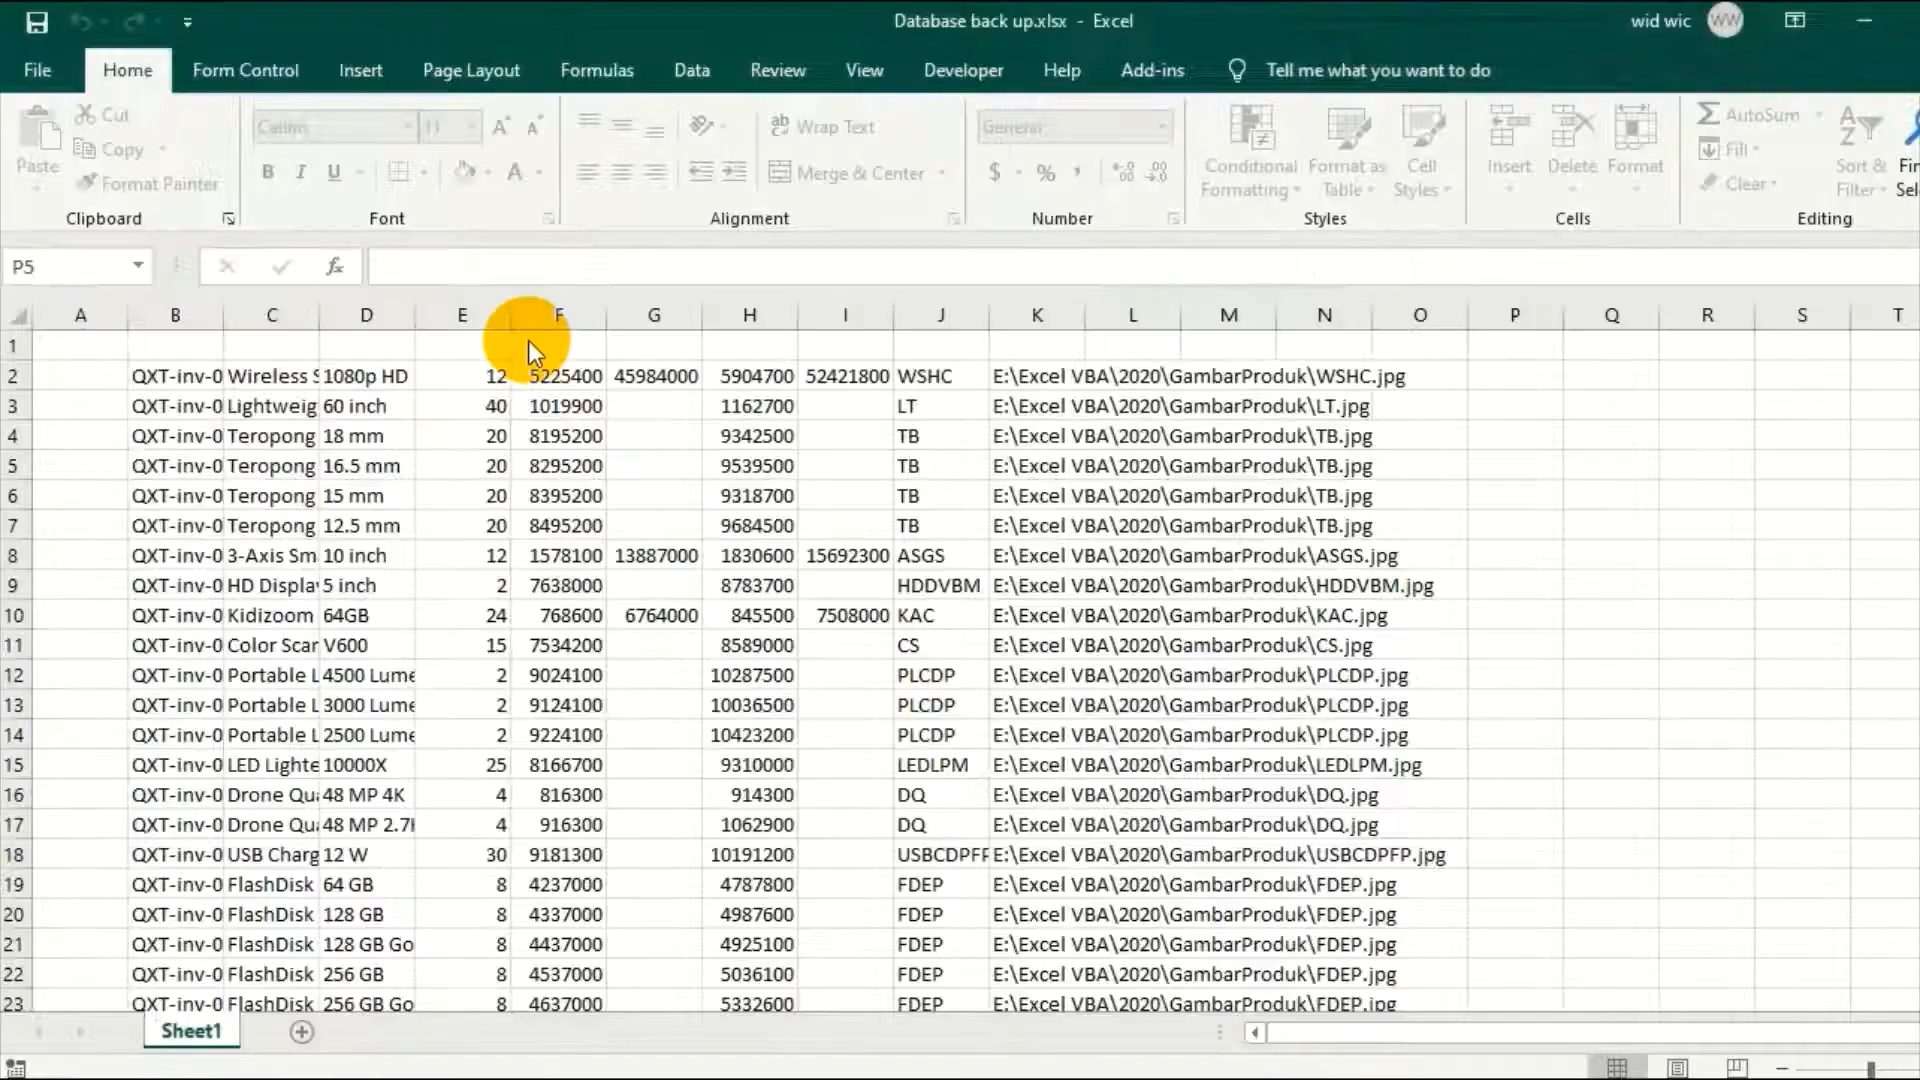 Database back up.xlsx - Excel
wid wic
WW
File Home Form Control Insert Page Layout Formulas Data Review View Developer Help Add-ins Tell me what you want to do
Paste
Cut
Copy
Format Painter
Clipboard
Calibri 11
B I U
Font
Wrap Text
Merge & Center
Alignment
General
$ % ,
Number
Conditional Formatting
Format as Table
Cell Styles
Styles
Insert Delete Format
Cells
AutoSum
Fill
Clear
Sort & Filter
Editing
P5
fx
A B C D E F G H I J K L M N O P Q R S T
1
2 QXT-inv-0 Wireless S 1080p HD 12 5225400 45984000 5904700 52421800 WSHC E:\Excel VBA\2020\GambarProduk\WSHC.jpg
3 QXT-inv-0 Lightweig 60 inch 40 1019900 1162700 LT E:\Excel VBA\2020\GambarProduk\LT.jpg
4 QXT-inv-0 Teropong 18 mm 20 8195200 9342500 TB E:\Excel VBA\2020\GambarProduk\TB.jpg
5 QXT-inv-0 Teropong 16.5 mm 20 8295200 9539500 TB E:\Excel VBA\2020\GambarProduk\TB.jpg
6 QXT-inv-0 Teropong 15 mm 20 8395200 9318700 TB E:\Excel VBA\2020\GambarProduk\TB.jpg
7 QXT-inv-0 Teropong 12.5 mm 20 8495200 9684500 TB E:\Excel VBA\2020\GambarProduk\TB.jpg
8 QXT-inv-0 3-Axis Sm 10 inch 12 1578100 13887000 1830600 15692300 ASGS E:\Excel VBA\2020\GambarProduk\ASGS.jpg
9 QXT-inv-0 HD Display 5 inch 2 7638000 8783700 HDDVBM E:\Excel VBA\2020\GambarProduk\HDDVBM.jpg
10 QXT-inv-0 Kidizoom 64GB 24 768600 6764000 845500 7508000 KAC E:\Excel VBA\2020\GambarProduk\KAC.jpg
11 QXT-inv-0 Color Scar V600 15 7534200 8589000 CS E:\Excel VBA\2020\GambarProduk\CS.jpg
12 QXT-inv-0 Portable L 4500 Lume 2 9024100 10287500 PLCDP E:\Excel VBA\2020\GambarProduk\PLCDP.jpg
13 QXT-inv-0 Portable L 3000 Lume 2 9124100 10036500 PLCDP E:\Excel VBA\2020\GambarProduk\PLCDP.jpg
14 QXT-inv-0 Portable L 2500 Lume 2 9224100 10423200 PLCDP E:\Excel VBA\2020\GambarProduk\PLCDP.jpg
15 QXT-inv-0 LED Lighte 10000X 25 8166700 9310000 LEDLPM E:\Excel VBA\2020\GambarProduk\LEDLPM.jpg
16 QXT-inv-0 Drone Qua 48 MP 4K 4 816300 914300 DQ E:\Excel VBA\2020\GambarProduk\DQ.jpg
17 QXT-inv-0 Drone Qua 48 MP 2.7K 4 916300 1062900 DQ E:\Excel VBA\2020\GambarProduk\DQ.jpg
18 QXT-inv-0 USB Charg 12 W 30 9181300 10191200 USBCDPFP E:\Excel VBA\2020\GambarProduk\USBCDPFP.jpg
19 QXT-inv-0 FlashDisk 64 GB 8 4237000 4787800 FDEP E:\Excel VBA\2020\GambarProduk\FDEP.jpg
20 QXT-inv-0 FlashDisk 128 GB 8 4337000 4987600 FDEP E:\Excel VBA\2020\GambarProduk\FDEP.jpg
21 QXT-inv-0 FlashDisk 128 GB Go 8 4437000 4925100 FDEP E:\Excel VBA\2020\GambarProduk\FDEP.jpg
22 QXT-inv-0 FlashDisk 256 GB 8 4537000 5036100 FDEP E:\Excel VBA\2020\GambarProduk\FDEP.jpg
23 QXT-inv-0 FlashDisk 256 GB Go 8 4637000 5332600 FDEP E:\Excel VBA\2020\GambarProduk\FDEP.jpg
Sheet1